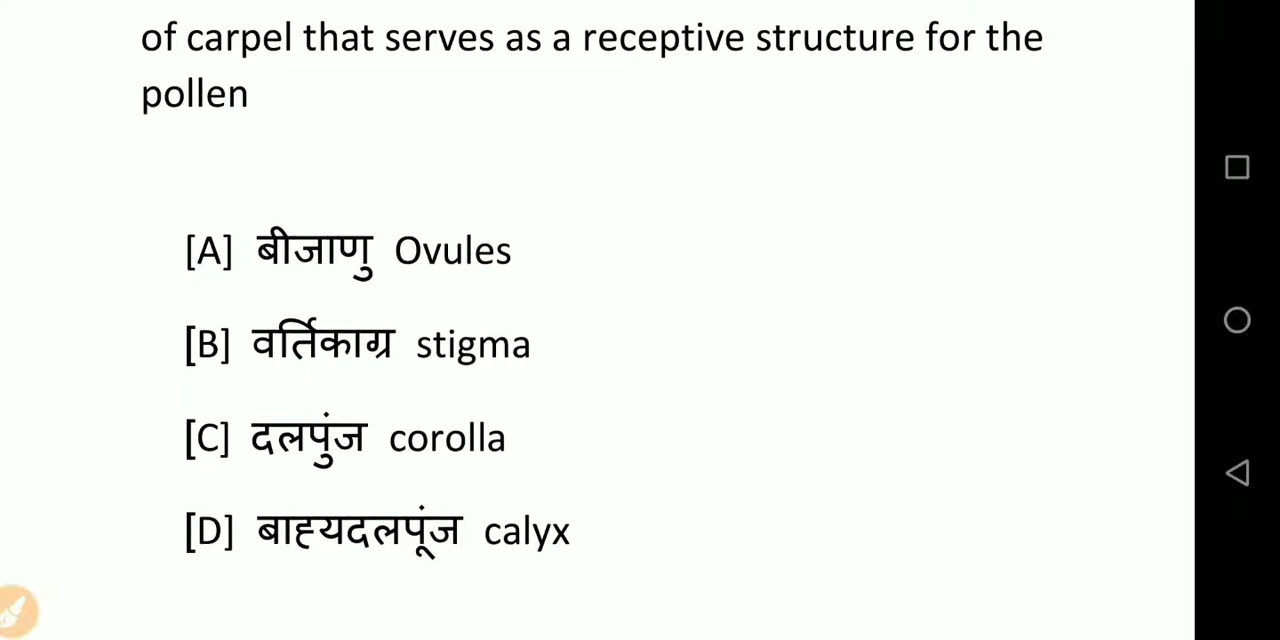 of carpel that serves as a receptive structure for the
pollen
[A] बीजाणु Ovules
[B] वर्तिकाग्र stigma
[C] दलपुंज corolla
[D] बाह्यदलपूंज calyx